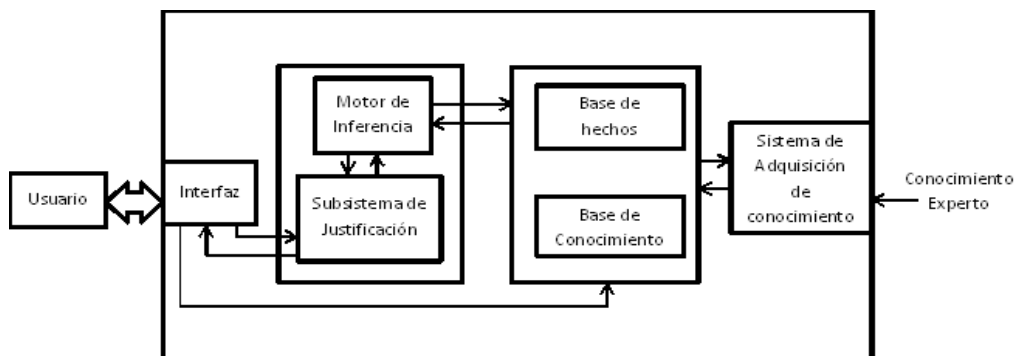 Usuario
Interfaz
Motor de
Inferencia
Subsistema de
Justificación
Base de
hechos
Base de
Conocimiento
Sistema de
Adquisición
de
conocimiento
Conocimiento
Experto